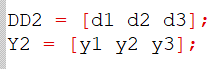 DD2 = [d1 d2 d3];
Y2 = [y1 y2 y3];